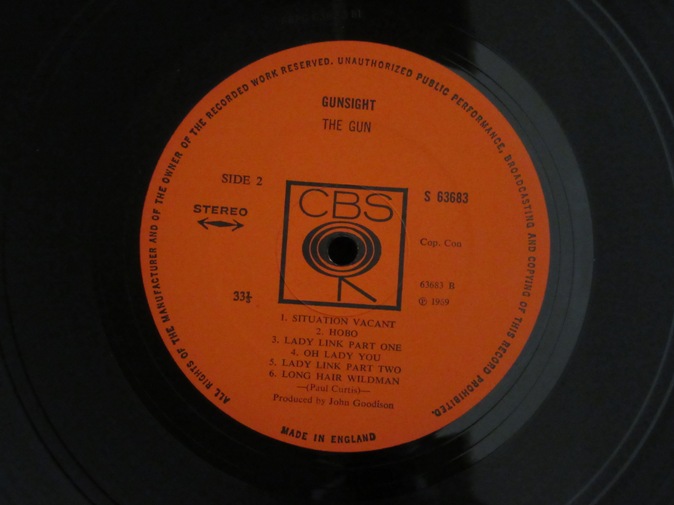 ALL RIGHTS OF THE MANUFACTURER AND OF THE OWNER OF THE RECORDED WORK RESERVED. UNAUTHORIZED PUBLIC PERFORMANCE, BROADCASTING AND COPYING OF THIS RECORD PROHIBITED.
GUNSIGHT
THE GUN
SIDE 2
STEREO
CBS
S 63683
Cop. Con
63683 B
℗ 1969
33⅓
1. SITUATION VACANT
2. HOBO
3. LADY LINK PART ONE
4. OH LADY YOU
5. LADY LINK PART TWO
6. LONG HAIR WILDMAN
—(Paul Curtis)—
Produced by John Goodison
MADE IN ENGLAND